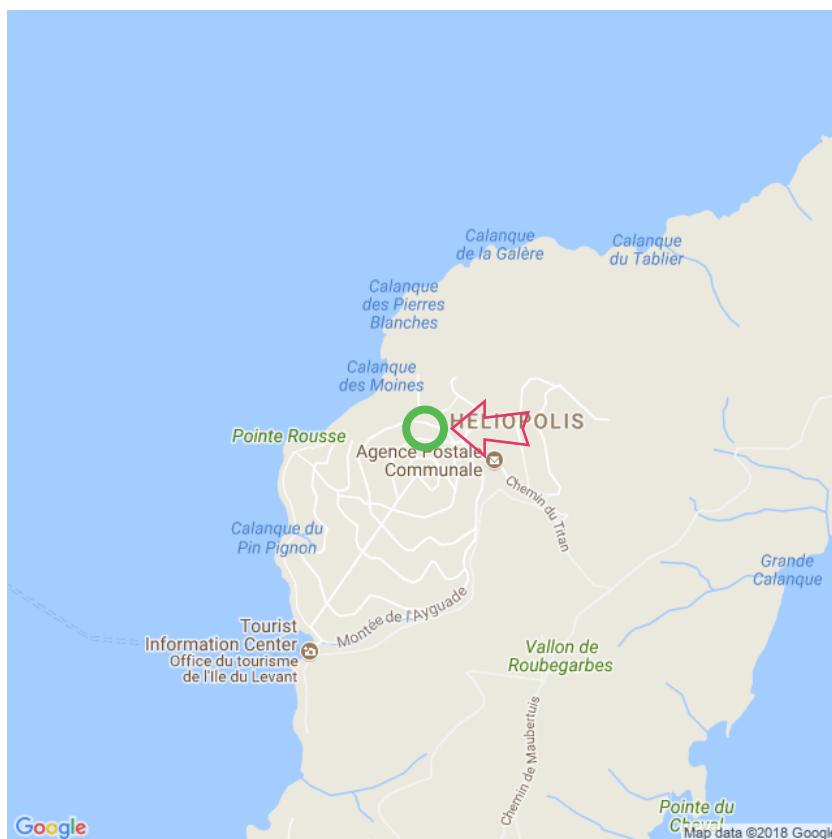 Calanque
de la Galère
Calanque
du Tablier
Calanque
des Pierres
Blanches
Calanque
des Moines
HÉLIOPOLIS
Pointe Rousse
Agence Postale
Communale
Chemin du Titan
Calanque du
Pin Pignon
Grande
Calanque
Montée de l'Ayguade
Tourist
Information Center
Office du tourisme
de l'Ile du Levant
Vallon de
Roubegarbes
Chemin de Maubertuis
Pointe du
Cheval
Google
Map data ©2018 Google